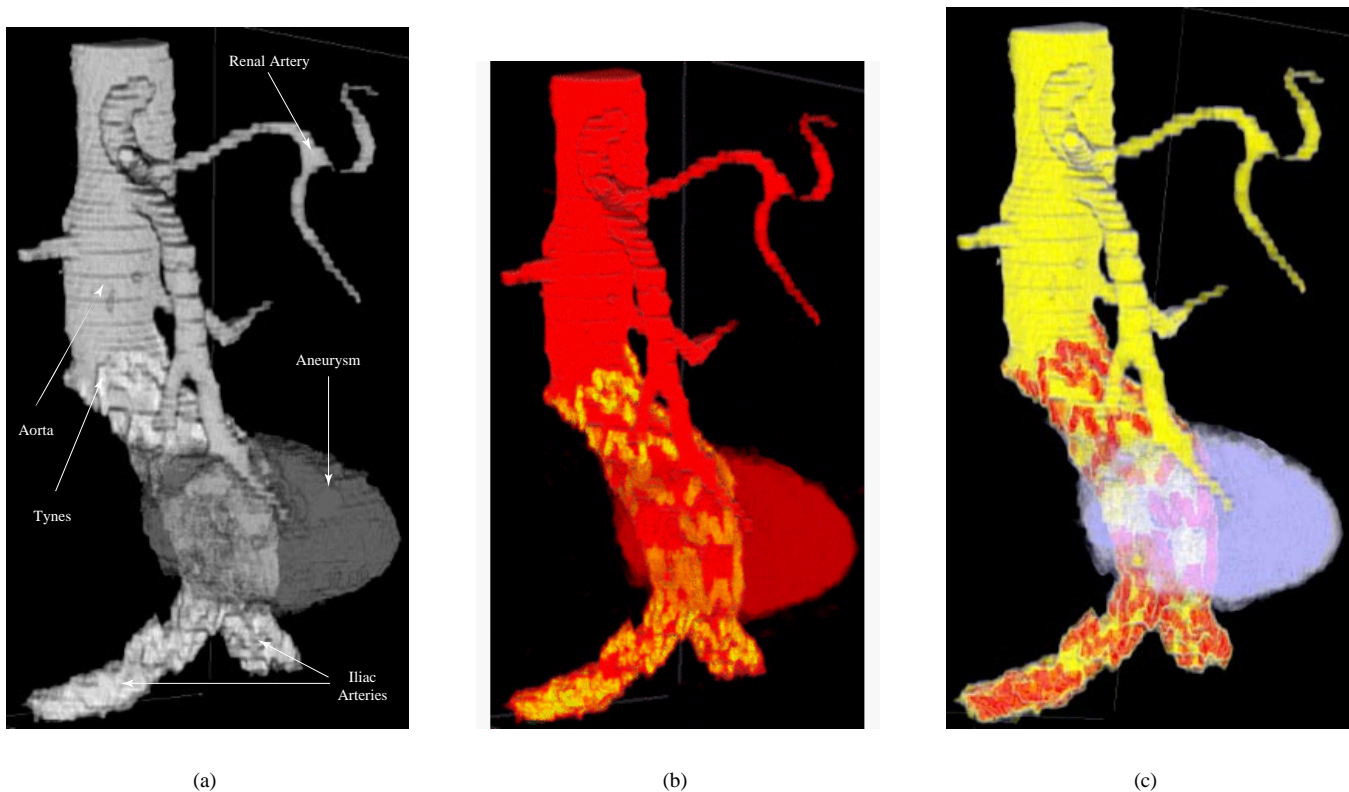 Renal Artery
Aneurysm
Aorta
Tynes
Iliac
Arteries
(a)
(b)
(c)